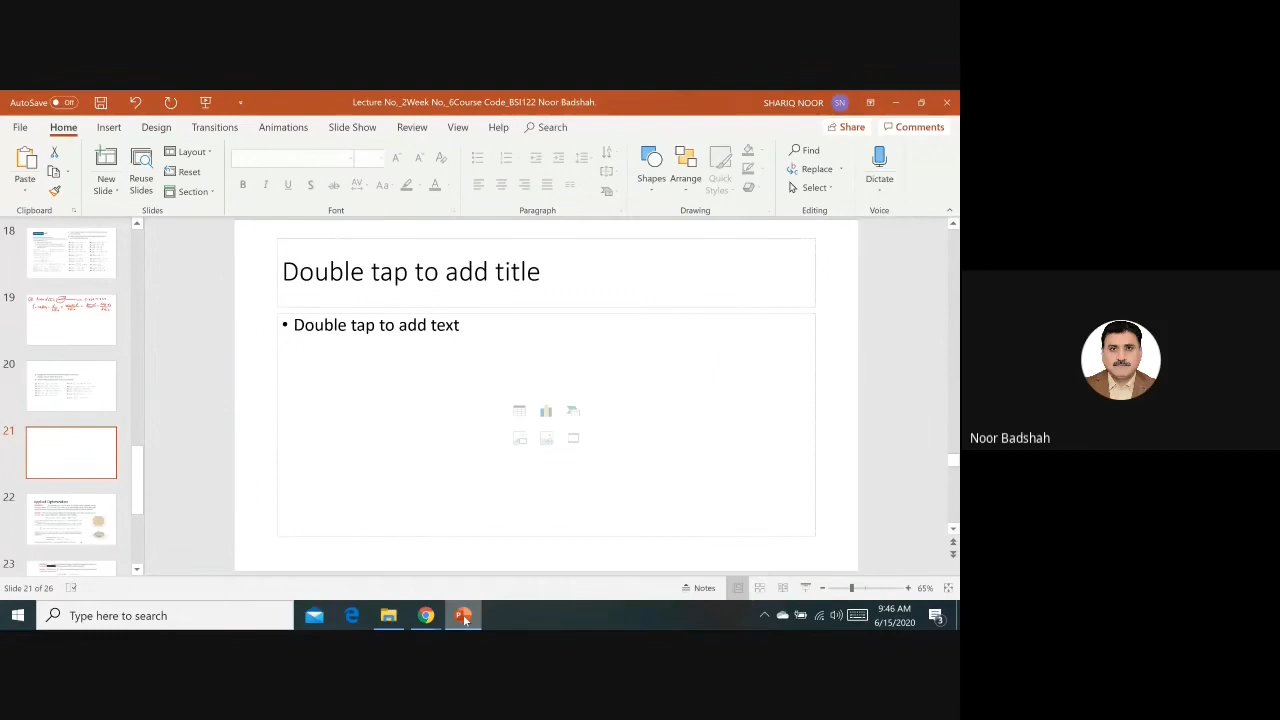 AutoSave Off
Lecture No,_2Week No,_6Course Code_BSI122 Noor Badshah.
SHARIQ NOOR SN
File Home Insert Design Transitions Animations Slide Show Review View Help Search
Share Comments
Paste
New Slide
Reuse Slides
Layout
Reset
Section
Find
Replace
Select
Shapes Arrange Quick Styles
Dictate
Clipboard Slides Font Paragraph Drawing Editing Voice
18
19
20
21
22
Applied Optimization
23
Double tap to add title
• Double tap to add text
Noor Badshah
Slide 21 of 26
Notes
65%
Type here to search
9:46 AM
6/15/2020
3